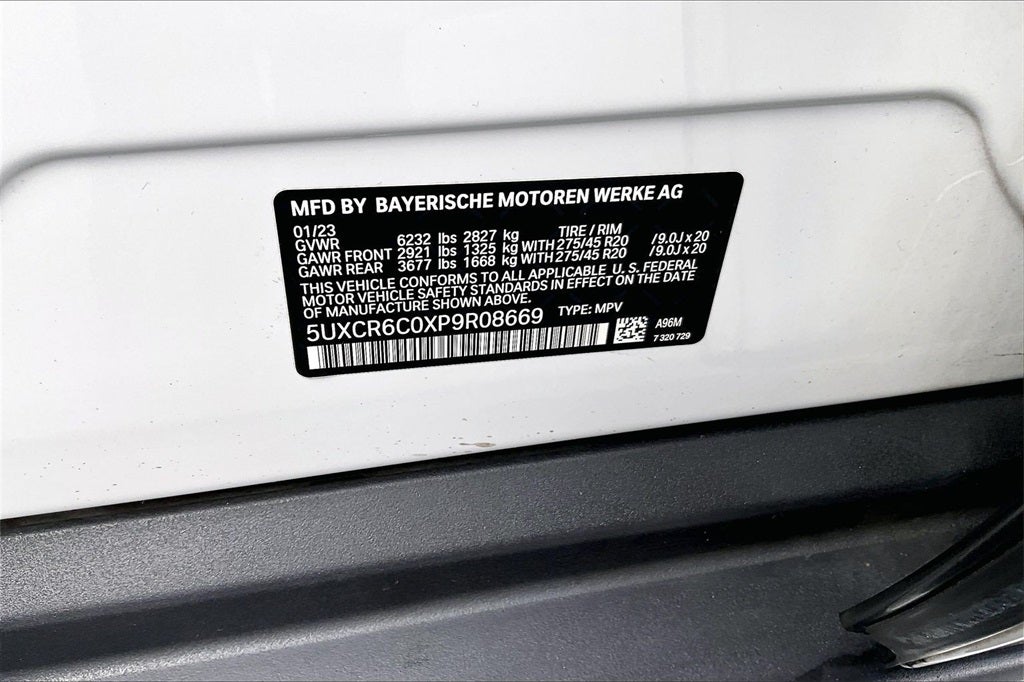 MFD BY BAYERISCHE MOTOREN WERKE AG
01/23 TIRE / RIM
GVWR 6232 lbs 2827 kg
GAWR FRONT 2921 lbs 1325 kg WITH 275/45 R20 /9.0J x 20
GAWR REAR 3677 lbs 1668 kg WITH 275/45 R20 /9.0J x 20
THIS VEHICLE CONFORMS TO ALL APPLICABLE U. S. FEDERAL
MOTOR VEHICLE SAFETY STANDARDS IN EFFECT ON THE DATE
OF MANUFACTURE SHOWN ABOVE.
5UXCR6C0XP9R08669 TYPE: MPV
A96M
7 320 729